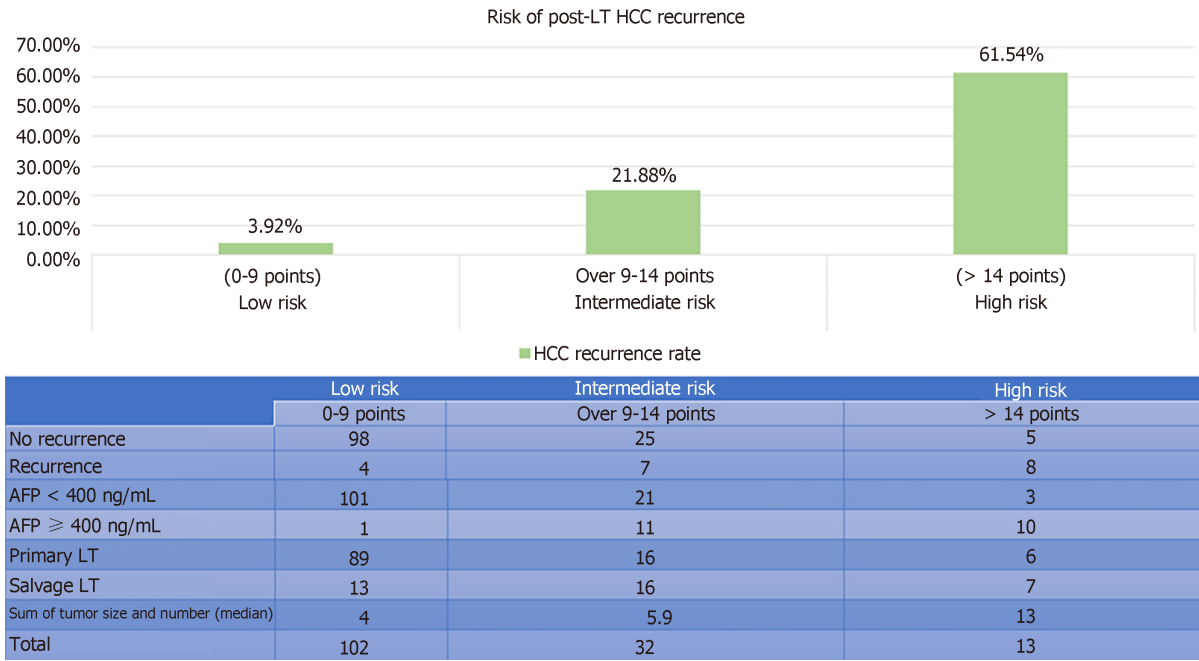 Risk of post-LT HCC recurrence
70.00%
60.00%
50.00%
40.00%
30.00%
20.00%
10.00%
0.00%
3.92%
21.88%
61.54%
(0-9 points) Over 9-14 points (> 14 points)
Low risk Intermediate risk High risk
HCC recurrence rate
Low risk Intermediate risk High risk
0-9 points Over 9-14 points > 14 points
No recurrence 98 25 5
Recurrence 4 7 8
AFP < 400 ng/mL 101 21 3
AFP ⩾ 400 ng/mL 1 11 10
Primary LT 89 16 6
Salvage LT 13 16 7
Sum of tumor size and number (median) 4 5.9 13
Total 102 32 13